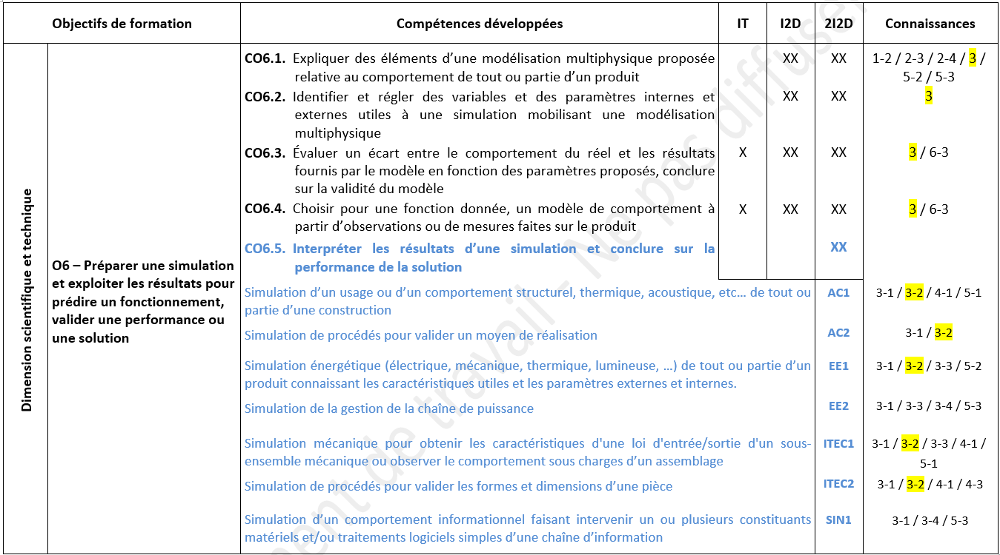 Objectifs de formation Compétences développées IT I2D 2I2D Connaissances
Dimension scientifique et technique
O6 – Préparer une simulation
et exploiter les résultats pour
prédire un fonctionnement,
valider une performance ou
une solution
CO6.1. Expliquer des éléments d’une modélisation multiphysique proposée XX XX 1-2 / 2-3 / 2-4 / 3 /
relative au comportement de tout ou partie d’un produit 5-2 / 5-3
CO6.2. Identifier et régler des variables et des paramètres internes et XX XX 3
externes utiles à une simulation mobilisant une modélisation
multiphysique
CO6.3. Évaluer un écart entre le comportement du réel et les résultats X XX XX 3 / 6-3
fournis par le modèle en fonction des paramètres proposés, conclure
sur la validité du modèle
CO6.4. Choisir pour une fonction donnée, un modèle de comportement à X XX XX 3 / 6-3
partir d’observations ou de mesures faites sur le produit
CO6.5. Interpréter les résultats d’une simulation et conclure sur la XX
performance de la solution
Simulation d’un usage ou d’un comportement structurel, thermique, acoustique, etc… de tout ou AC1 3-1 / 3-2 / 4-1 / 5-1
partie d’une construction
Simulation de procédés pour valider un moyen de réalisation AC2 3-1 / 3-2
Simulation énergétique (électrique, mécanique, thermique, lumineuse, …) de tout ou partie d’un EE1 3-1 / 3-2 / 3-3 / 5-2
produit connaissant les caractéristiques utiles et les paramètres externes et internes.
Simulation de la gestion de la chaîne de puissance EE2 3-1 / 3-3 / 3-4 / 5-3
Simulation mécanique pour obtenir les caractéristiques d'une loi d'entrée/sortie d'un sous- ITEC1 3-1 / 3-2 / 3-3 / 4-1 /
ensemble mécanique ou observer le comportement sous charges d’un assemblage 5-1
Simulation de procédés pour valider les formes et dimensions d’une pièce ITEC2 3-1 / 3-2 / 4-1 / 4-3
Simulation d’un comportement informationnel faisant intervenir un ou plusieurs constituants SIN1 3-1 / 3-4 / 5-3
matériels et/ou traitements logiciels simples d’une chaîne d’information
ment de travail - Ne pas diffuser